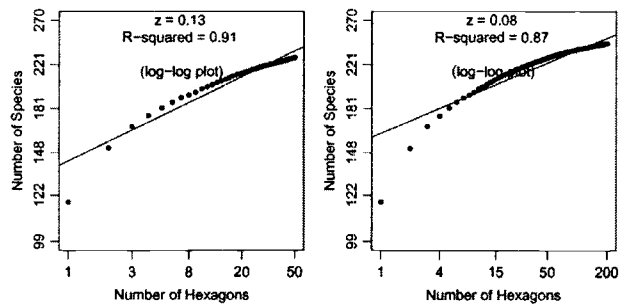 z = 0.13
R-squared = 0.91
(log-log plot)
Number of Species
270
221
181
148
122
99
1
3
8
20
50
Number of Hexagons
z = 0.08
R-squared = 0.87
(log-log plot)
Number of Species
270
221
181
148
122
99
1
4
15
50
200
Number of Hexagons